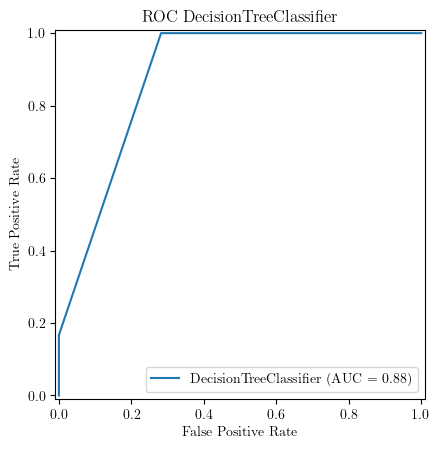 ROC DecisionTreeClassifier
1.0
0.8
0.6
0.4
0.2
0.0
True Positive Rate
DecisionTreeClassifier (AUC = 0.88)
0.0 0.2 0.4 0.6 0.8 1.0
False Positive Rate